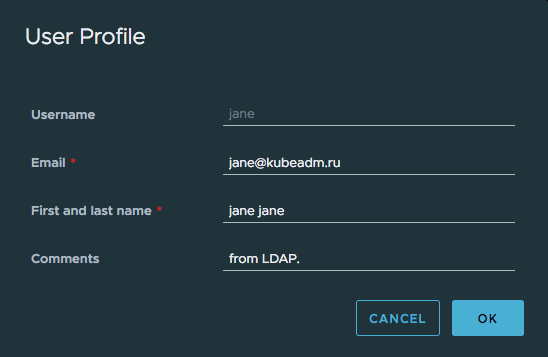 User Profile
Username jane
Email * jane@kubeadm.ru
First and last name * jane jane
Comments from LDAP.
CANCEL OK